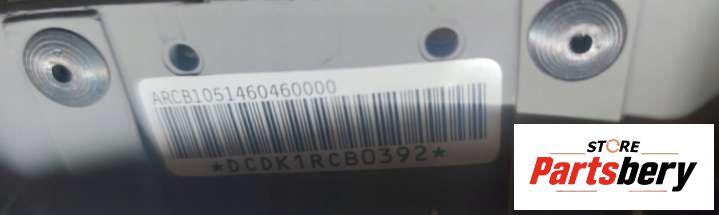 ARCB1051460460000
*DCDK1RCB0392*
STORE
Partsbery